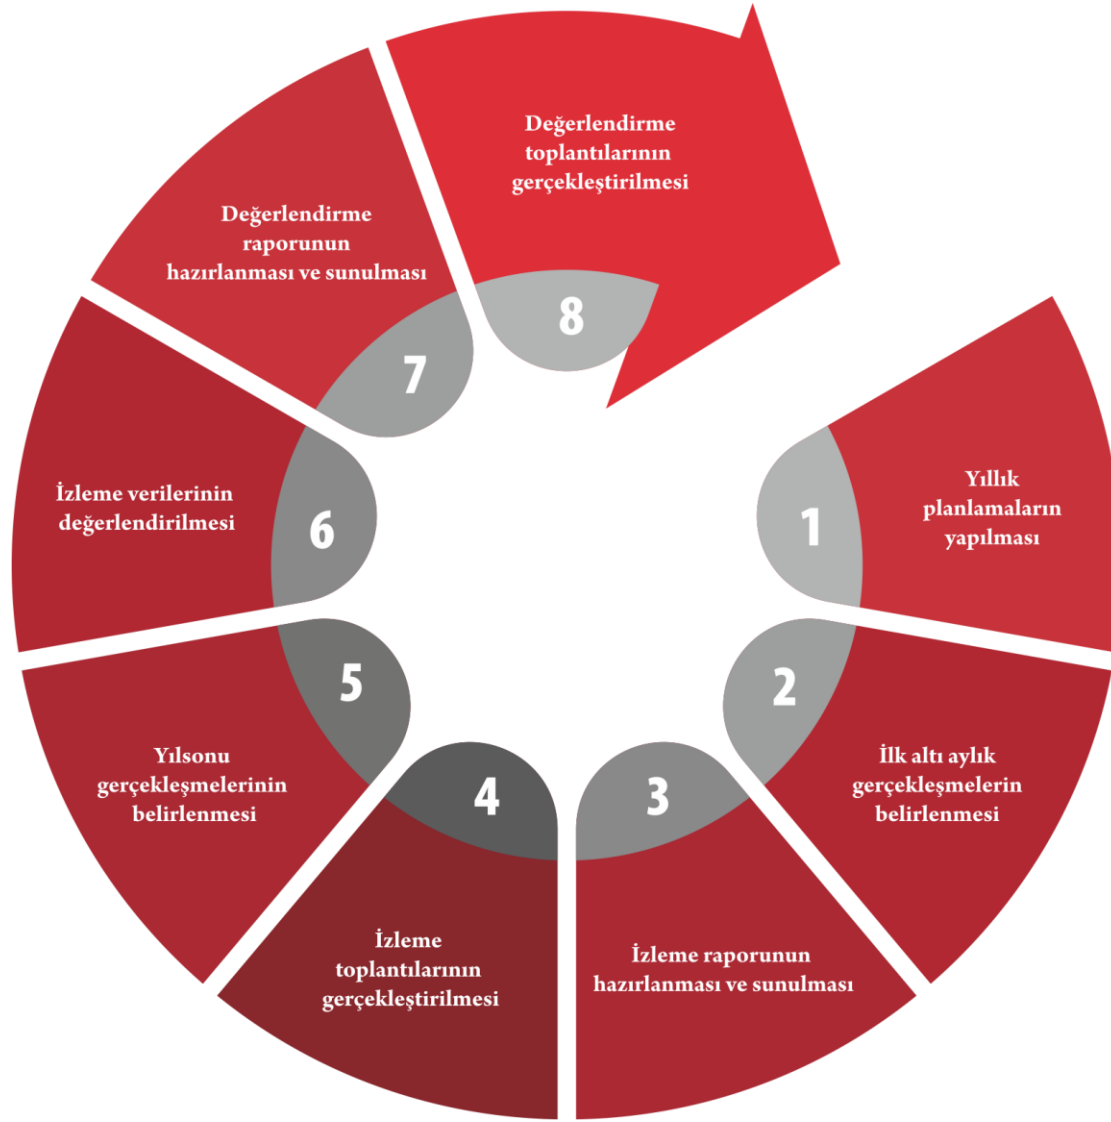 1
Yıllık
planlamaların
yapılması
2
İlk altı aylık
gerçekleşmelerin
belirlenmesi
3
İzleme raporunun
hazırlanması ve sunulması
4
İzleme
toplantılarının
gerçekleştirilmesi
5
Yılsonu
gerçekleşmelerinin
belirlenmesi
6
İzleme verilerinin
değerlendirilmesi
7
Değerlendirme
raporunun
hazırlanması ve sunulması
8
Değerlendirme
toplantılarının
gerçekleştirilmesi